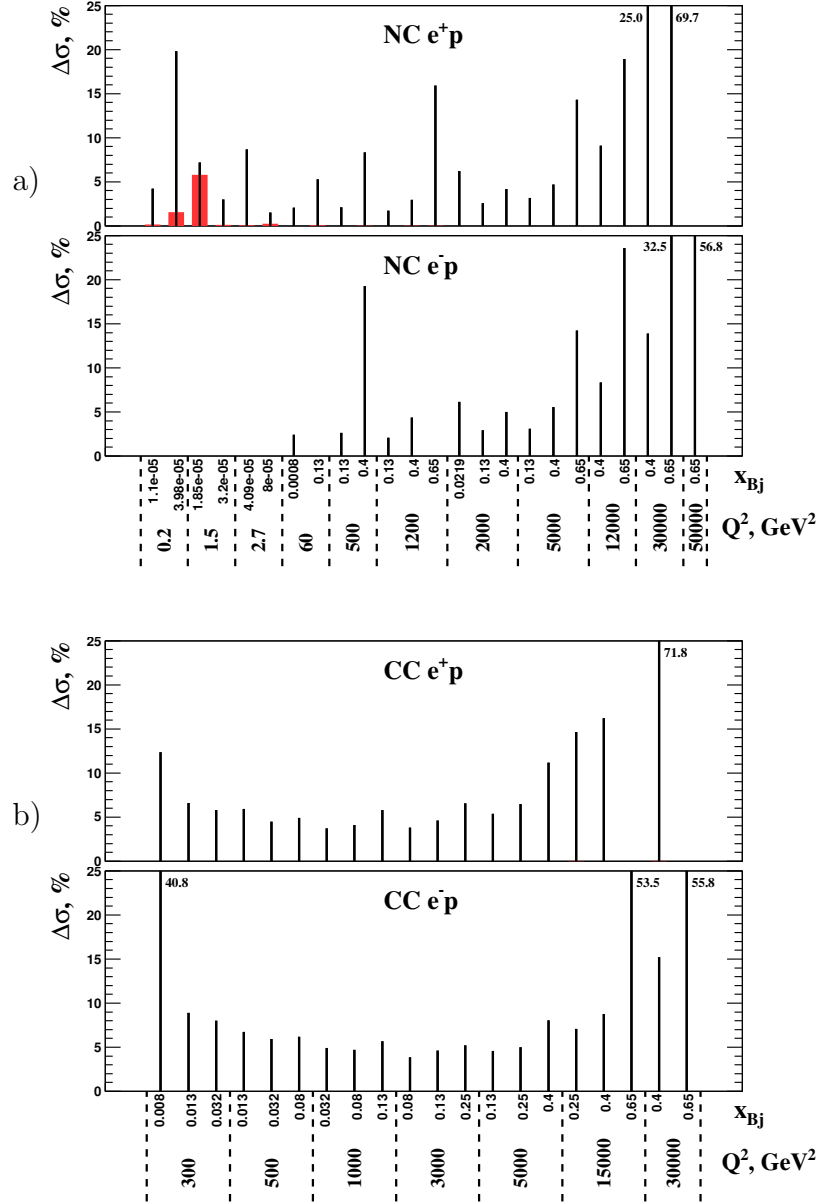 a)
Δσ, %
25
20
15
10
5
0
NC e⁺p
25.0 69.7
Δσ, %
25
20
15
10
5
0
NC e⁻p
32.5 56.8
1.1e-05 3.98e-05 1.85e-05 3.2e-05 4.09e-05 8e-05 0.0008 0.13 0.13 0.4 0.13 0.4 0.65 0.0219 0.13 0.4 0.13 0.4 0.65 0.4 0.65 0.4 0.65 0.65 x_Bj
0.2 1.5 2.7 60 500 1200 2000 5000 12000 30000 50000 Q², GeV²
b)
Δσ, %
25
20
15
10
5
0
CC e⁺p
71.8
Δσ, %
25
20
15
10
5
0
CC e⁻p
40.8 53.5 55.8
0.008 0.013 0.032 0.013 0.032 0.08 0.032 0.08 0.13 0.08 0.13 0.25 0.13 0.25 0.4 0.25 0.4 0.65 0.4 0.65 x_Bj
300 500 1000 3000 5000 15000 30000 Q², GeV²